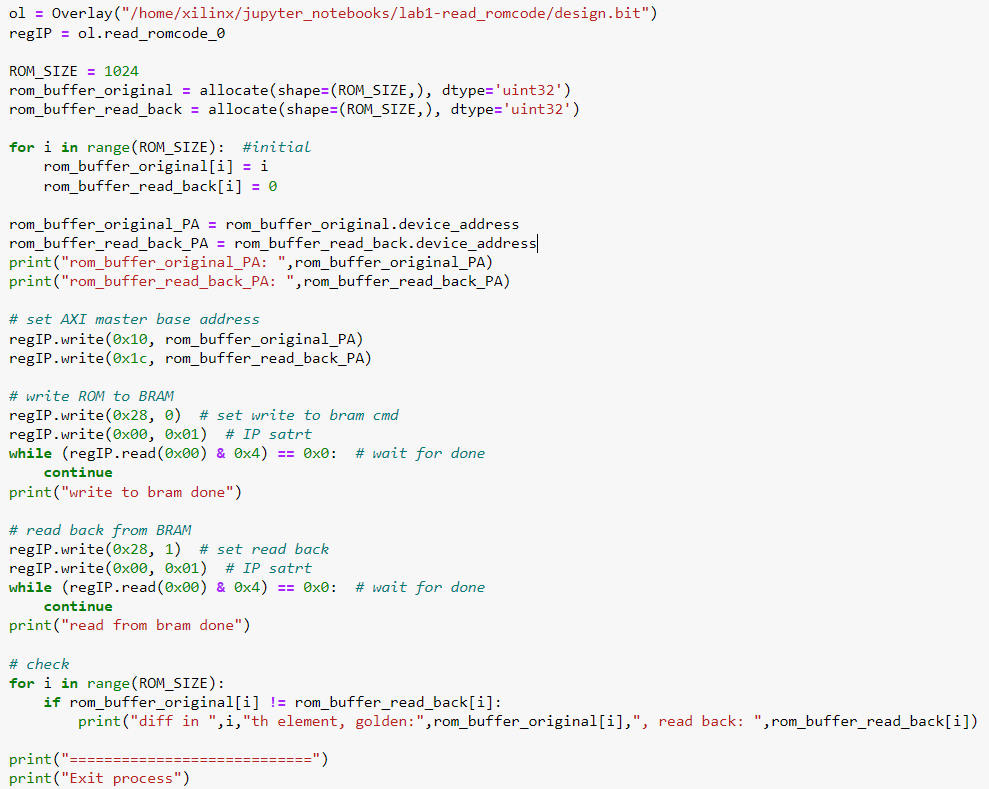 ol = Overlay("/home/xilinx/jupyter_notebooks/lab1-read_romcode/design.bit")
regIP = ol.read_romcode_0
ROM_SIZE = 1024
rom_buffer_original = allocate(shape=(ROM_SIZE,), dtype='uint32')
rom_buffer_read_back = allocate(shape=(ROM_SIZE,), dtype='uint32')
for i in range(ROM_SIZE):  #initial
    rom_buffer_original[i] = i
    rom_buffer_read_back[i] = 0
rom_buffer_original_PA = rom_buffer_original.device_address
rom_buffer_read_back_PA = rom_buffer_read_back.device_address
print("rom_buffer_original_PA: ",rom_buffer_original_PA)
print("rom_buffer_read_back_PA: ",rom_buffer_read_back_PA)
# set AXI master base address
regIP.write(0x10, rom_buffer_original_PA)
regIP.write(0x1c, rom_buffer_read_back_PA)
# write ROM to BRAM
regIP.write(0x28, 0)  # set write to bram cmd
regIP.write(0x00, 0x01)  # IP satrt
while (regIP.read(0x00) & 0x4) == 0x0:  # wait for done
    continue
print("write to bram done")
# read back from BRAM
regIP.write(0x28, 1)  # set read back
regIP.write(0x00, 0x01)  # IP satrt
while (regIP.read(0x00) & 0x4) == 0x0:  # wait for done
    continue
print("read from bram done")
# check
for i in range(ROM_SIZE):
    if rom_buffer_original[i] != rom_buffer_read_back[i]:
        print("diff in ",i,"th element, golden:",rom_buffer_original[i],", read back: ",rom_buffer_read_back[i])
print("============================")
print("Exit process")